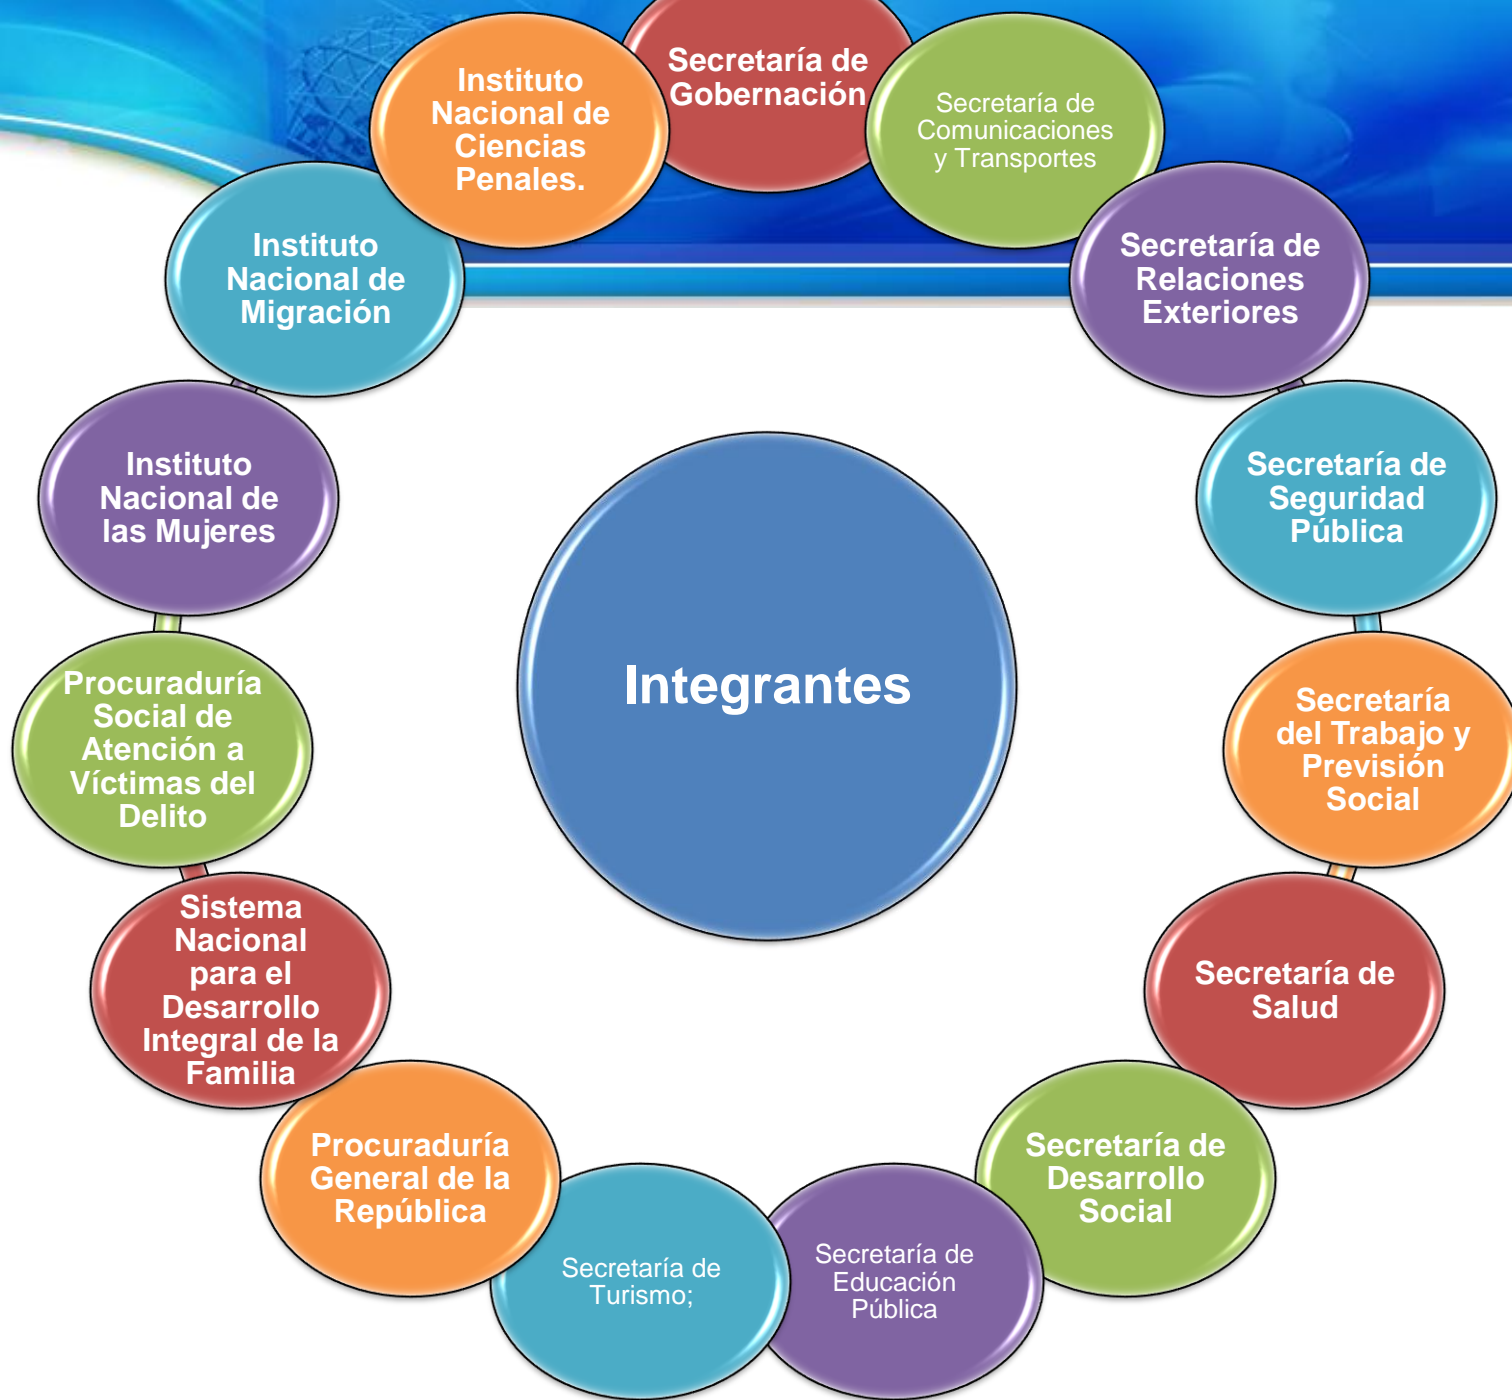 Secretaría de
Gobernación
Secretaría de
Comunicaciones
y Transportes
Secretaría de
Relaciones
Exteriores
Secretaría de
Seguridad
Pública
Secretaría
del Trabajo y
Previsión
Social
Secretaría de
Salud
Secretaría de
Desarrollo
Social
Secretaría de
Educación
Pública
Secretaría de
Turismo;
Procuraduría
General de la
República
Sistema
Nacional
para el
Desarrollo
Integral de la
Familia
Procuraduría
Social de
Atención a
Víctimas del
Delito
Instituto
Nacional de
las Mujeres
Instituto
Nacional de
Migración
Instituto
Nacional de
Ciencias
Penales.
Integrantes